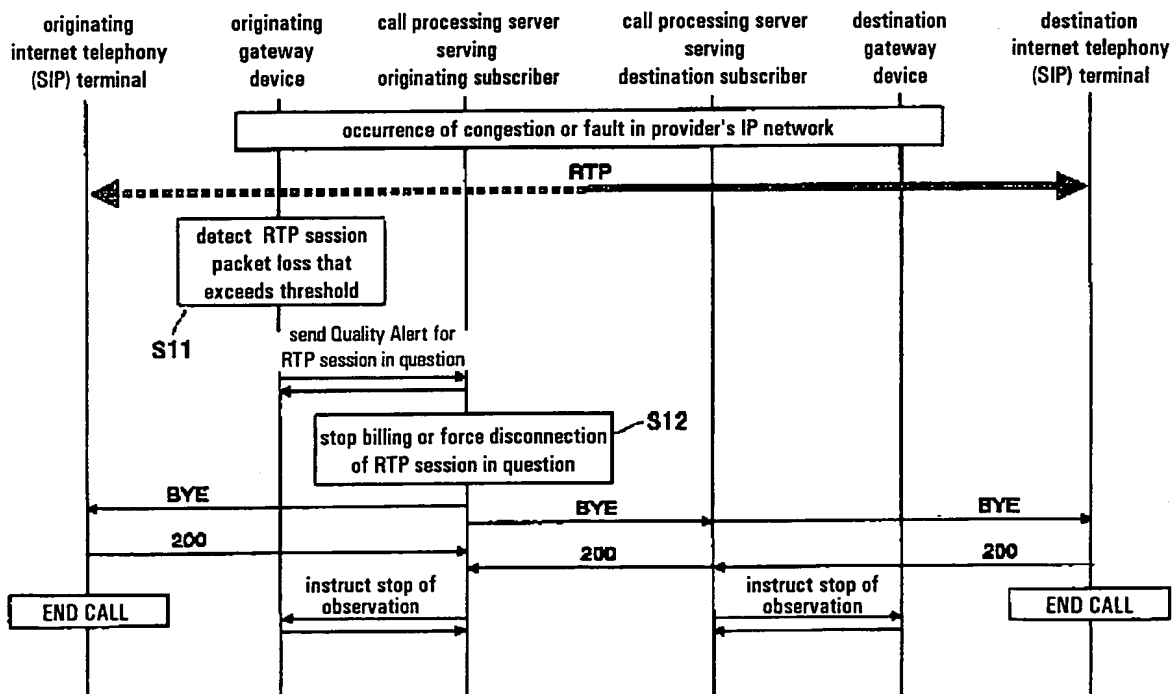 originating
internet telephony
(SIP) terminal
originating
gateway
device
call processing server
serving
originating subscriber
call processing server
serving
destination subscriber
destination
gateway
device
destination
internet telephony
(SIP) terminal
occurrence of congestion or fault in provider's IP network
RTP
detect RTP session
packet loss that
exceeds threshold
S11
send Quality Alert for
RTP session in question
stop billing or force disconnection
of RTP session in question
S12
BYE
BYE
BYE
200
200
200
instruct stop of
observation
instruct stop of
observation
END CALL
END CALL